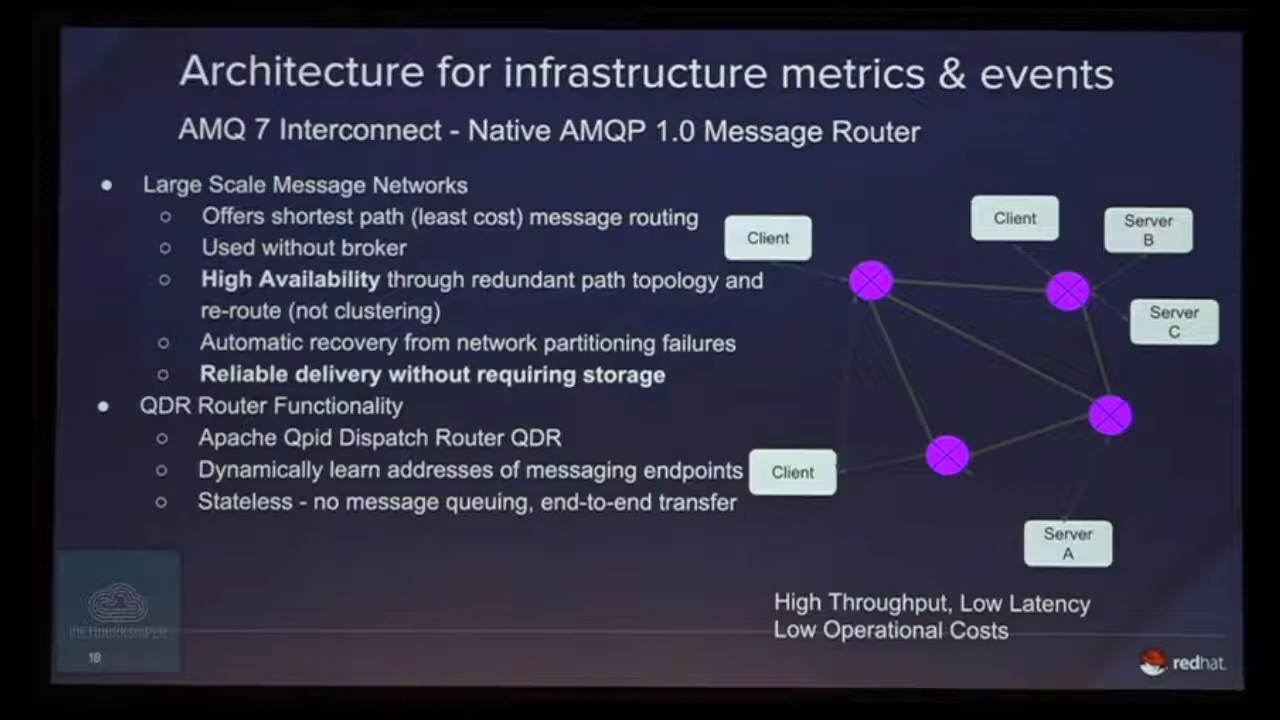 Architecture for infrastructure metrics & events
AMQ 7 Interconnect - Native AMQP 1.0 Message Router
● Large Scale Message Networks
○ Offers shortest path (least cost) message routing
○ Used without broker
○ High Availability through redundant path topology and
re-route (not clustering)
○ Automatic recovery from network partitioning failures
○ Reliable delivery without requiring storage
● QDR Router Functionality
○ Apache Qpid Dispatch Router QDR
○ Dynamically learn addresses of messaging endpoints
○ Stateless - no message queuing, end-to-end transfer
Client
Client
Server
B
Server
C
Client
Server
A
High Throughput, Low Latency
Low Operational Costs
18
redhat.